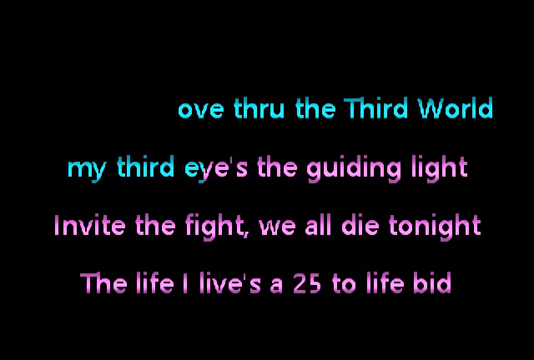 ove thru the Third World
my third eye's the guiding light
Invite the fight, we all die tonight
The life I live's a 25 to life bid